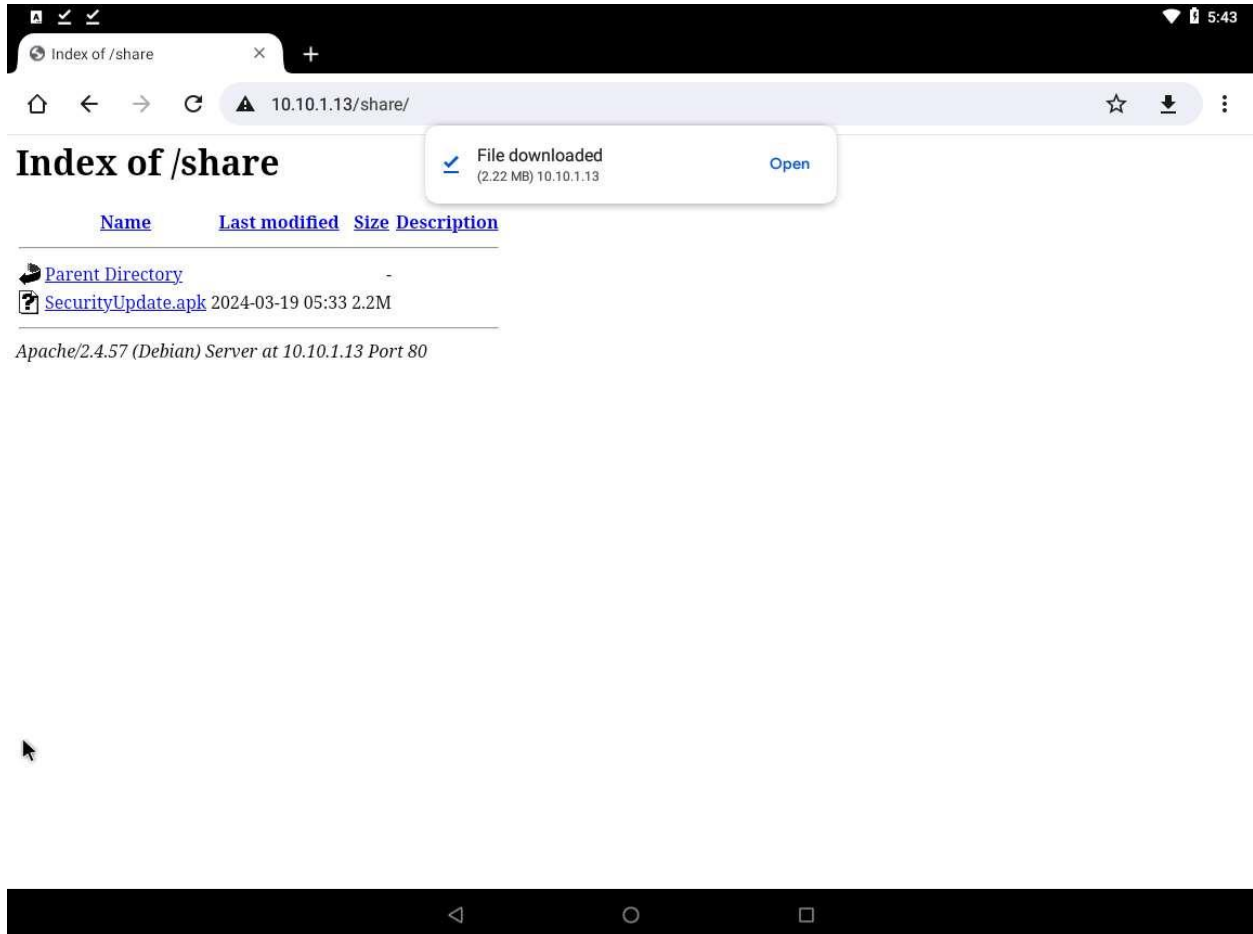 5:43
Index of /share
10.10.1.13/share/
Index of /share
File downloaded
(2.22 MB) 10.10.1.13
Open
Name Last modified Size Description
Parent Directory -
SecurityUpdate.apk 2024-03-19 05:33 2.2M
Apache/2.4.57 (Debian) Server at 10.10.1.13 Port 80